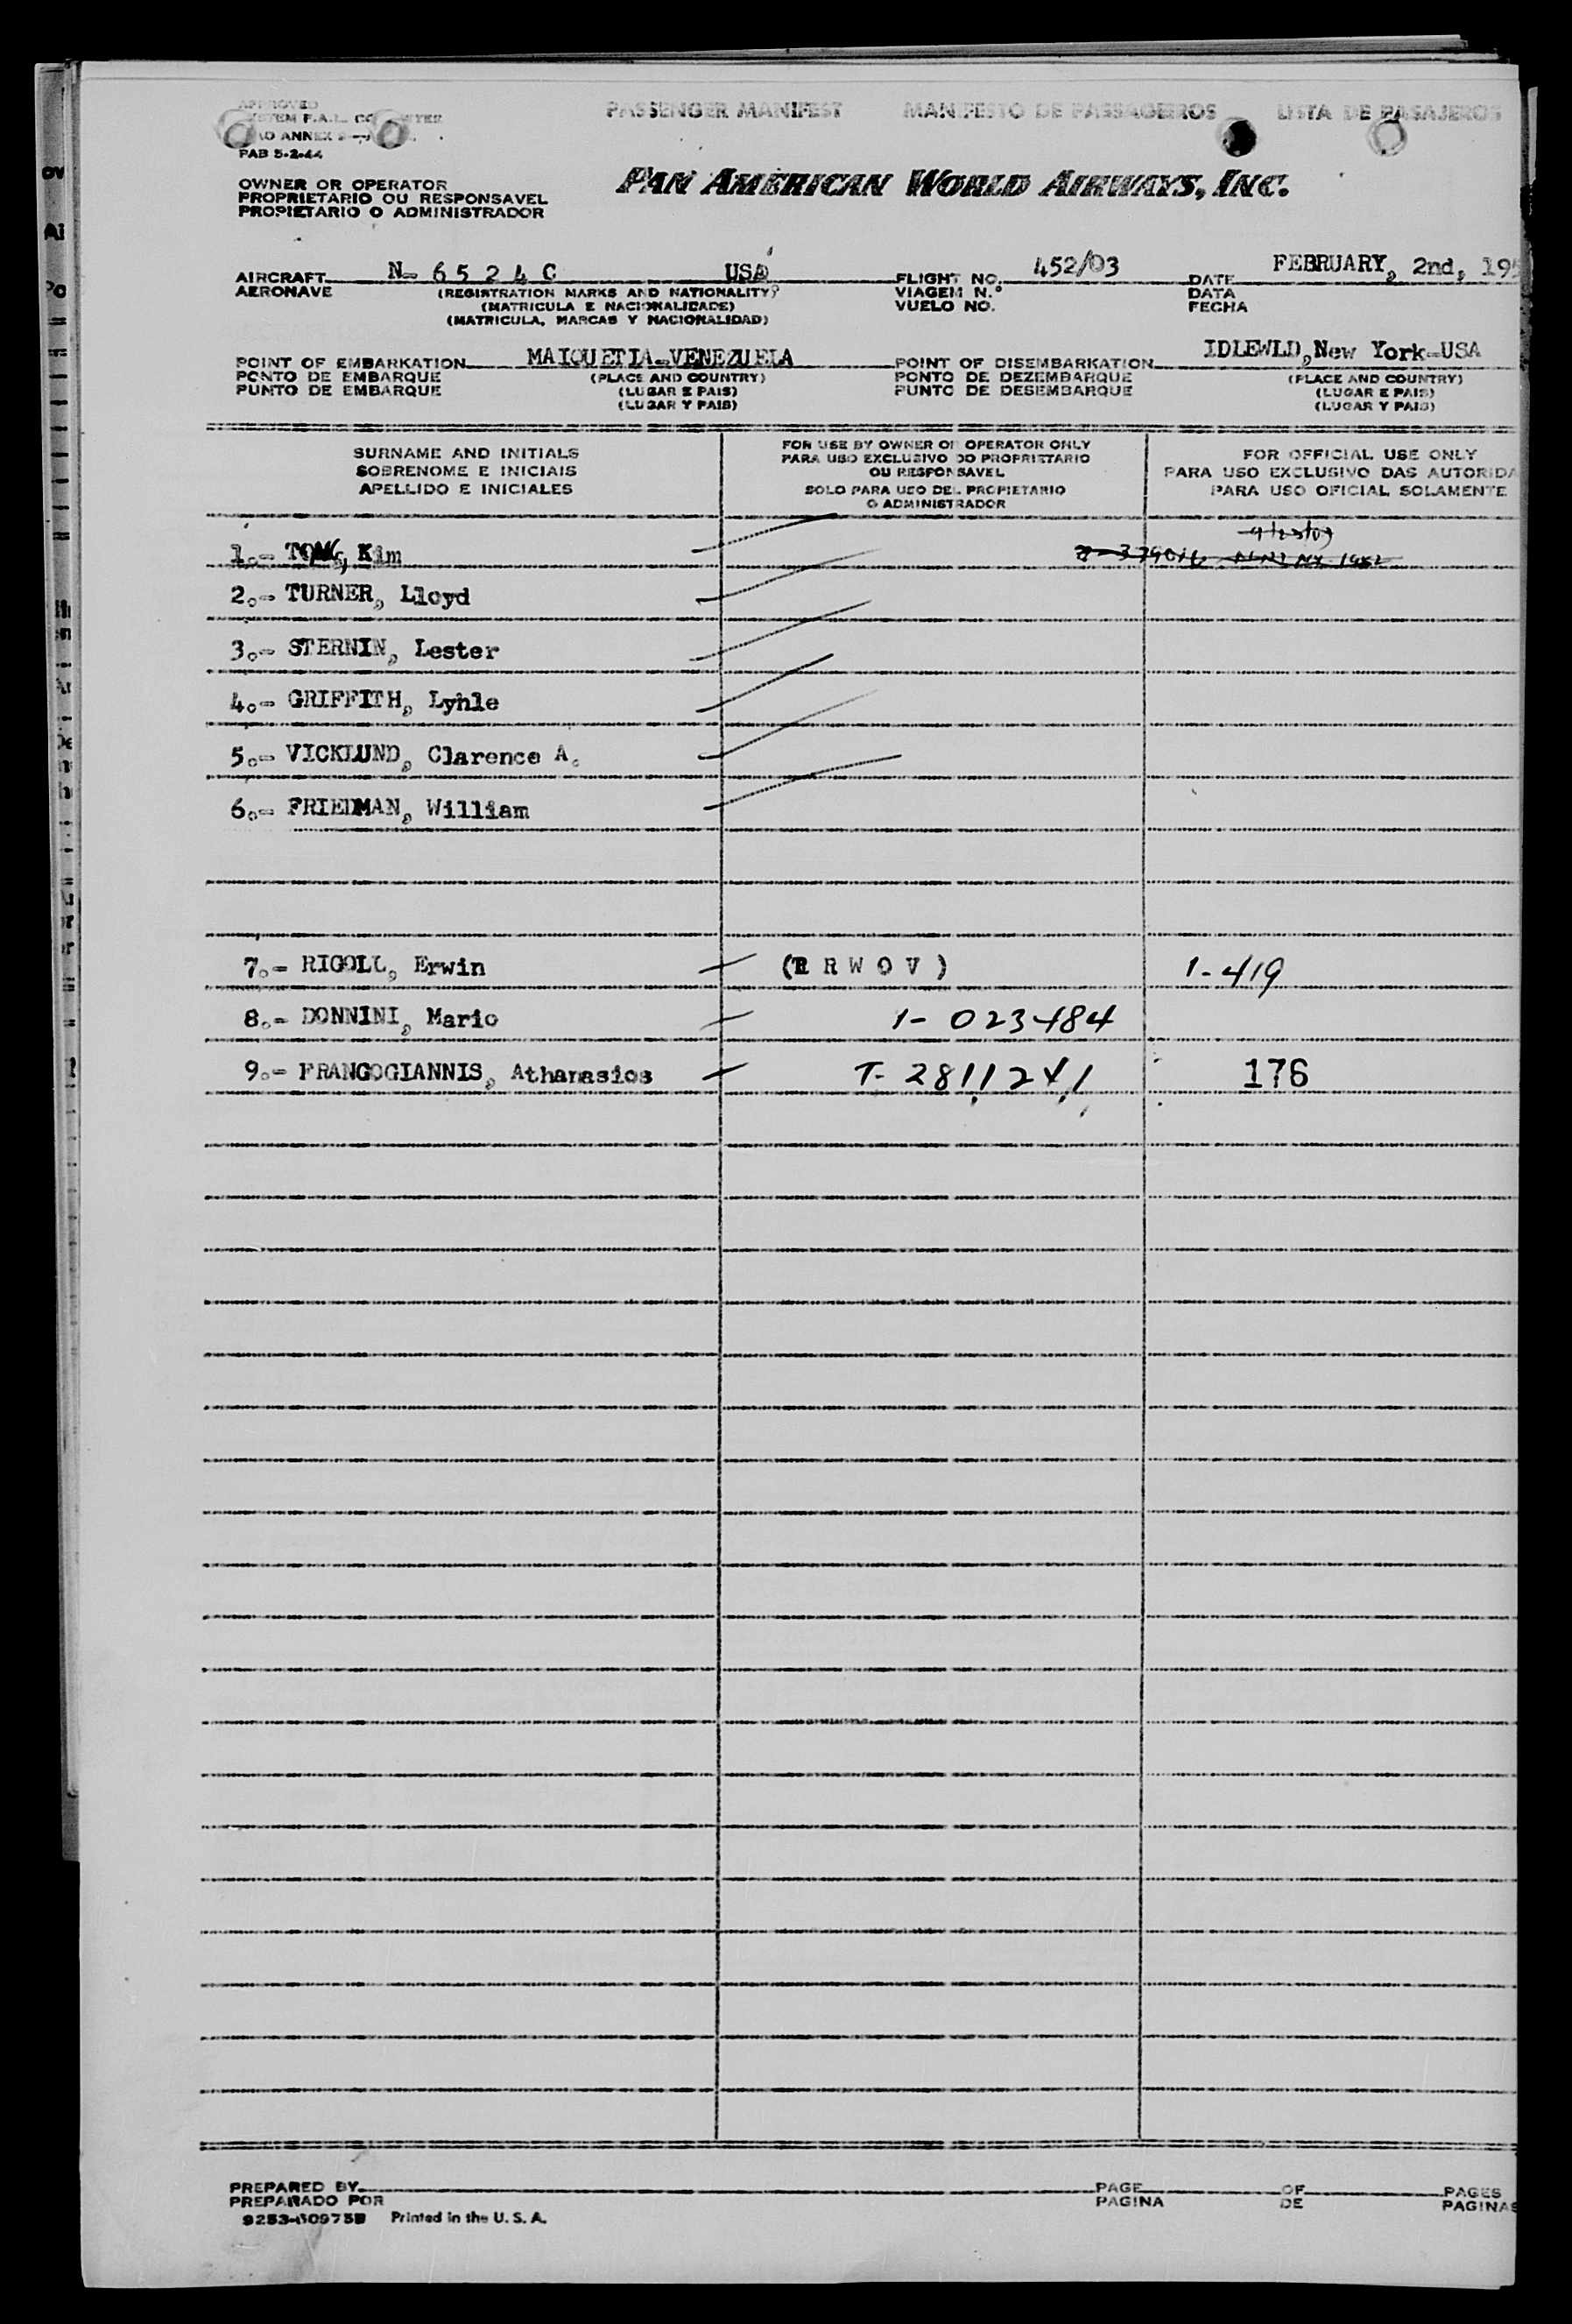 APPROVED
PAB 5-2-44
PASSENGER MANIFEST MANIFESTO DE PASSAGEIROS LISTA DE PASAJEROS
OWNER OR OPERATOR
PROPRIETARIO OU RESPONSAVEL
PROPIETARIO O ADMINISTRADOR
PAN AMERICAN WORLD AIRWAYS, INC.
AIRCRAFT N- 6 5 2 4 C USA FLIGHT NO. 452/03 DATE FEBRUARY, 2nd, 195
AERONAVE (REGISTRATION MARKS AND NATIONALITY) VIAGEM N.° DATA
(MATRICULA E NACIONALIDADE) VUELO NO. FECHA
(MATRICULA, MARCAS Y NACIONALIDAD)
POINT OF EMBARKATION MAIQUETIA-VENEZUELA POINT OF DISEMBARKATION IDLEWLD,New York-USA
PONTO DE EMBARQUE (PLACE AND COUNTRY) PONTO DE DEZEMBARQUE (PLACE AND COUNTRY)
PUNTO DE EMBARQUE (LUGAR E PAIS) PUNTO DE DESEMBARQUE (LUGAR E PAIS)
(LUGAR Y PAIS) (LUGAR Y PAIS)
SURNAME AND INITIALS
SOBRENOME E INICIAIS
APELLIDO E INICIALES
FOR USE BY OWNER OR OPERATOR ONLY
PARA USO EXCLUSIVO DO PROPRIETARIO
OU RESPONSAVEL
SOLO PARA USO DEL PROPIETARIO
O ADMINISTRADOR
FOR OFFICIAL USE ONLY
PARA USO EXCLUSIVO DAS AUTORIDA
PARA USO OFICIAL SOLAMENTE
1.- TONG, Kim
2.- TURNER, Lloyd
3.- STERNIN, Lester
4.- GRIFFITH, Lyhle
5.- VICKLUND, Clarence A.
6.- FRIEDMAN, William
7.- RIGOLL, Erwin (R R W O V ) 1-419
8.- DONNINI, Mario 1- 023484
9.- FRANGOGIANNIS, Athanasios T- 2811241 176
PREPARED BY PAGE OF PAGES
PREPARADO POR PAGINA DE PAGINAS
9253-60975B Printed in the U. S. A.